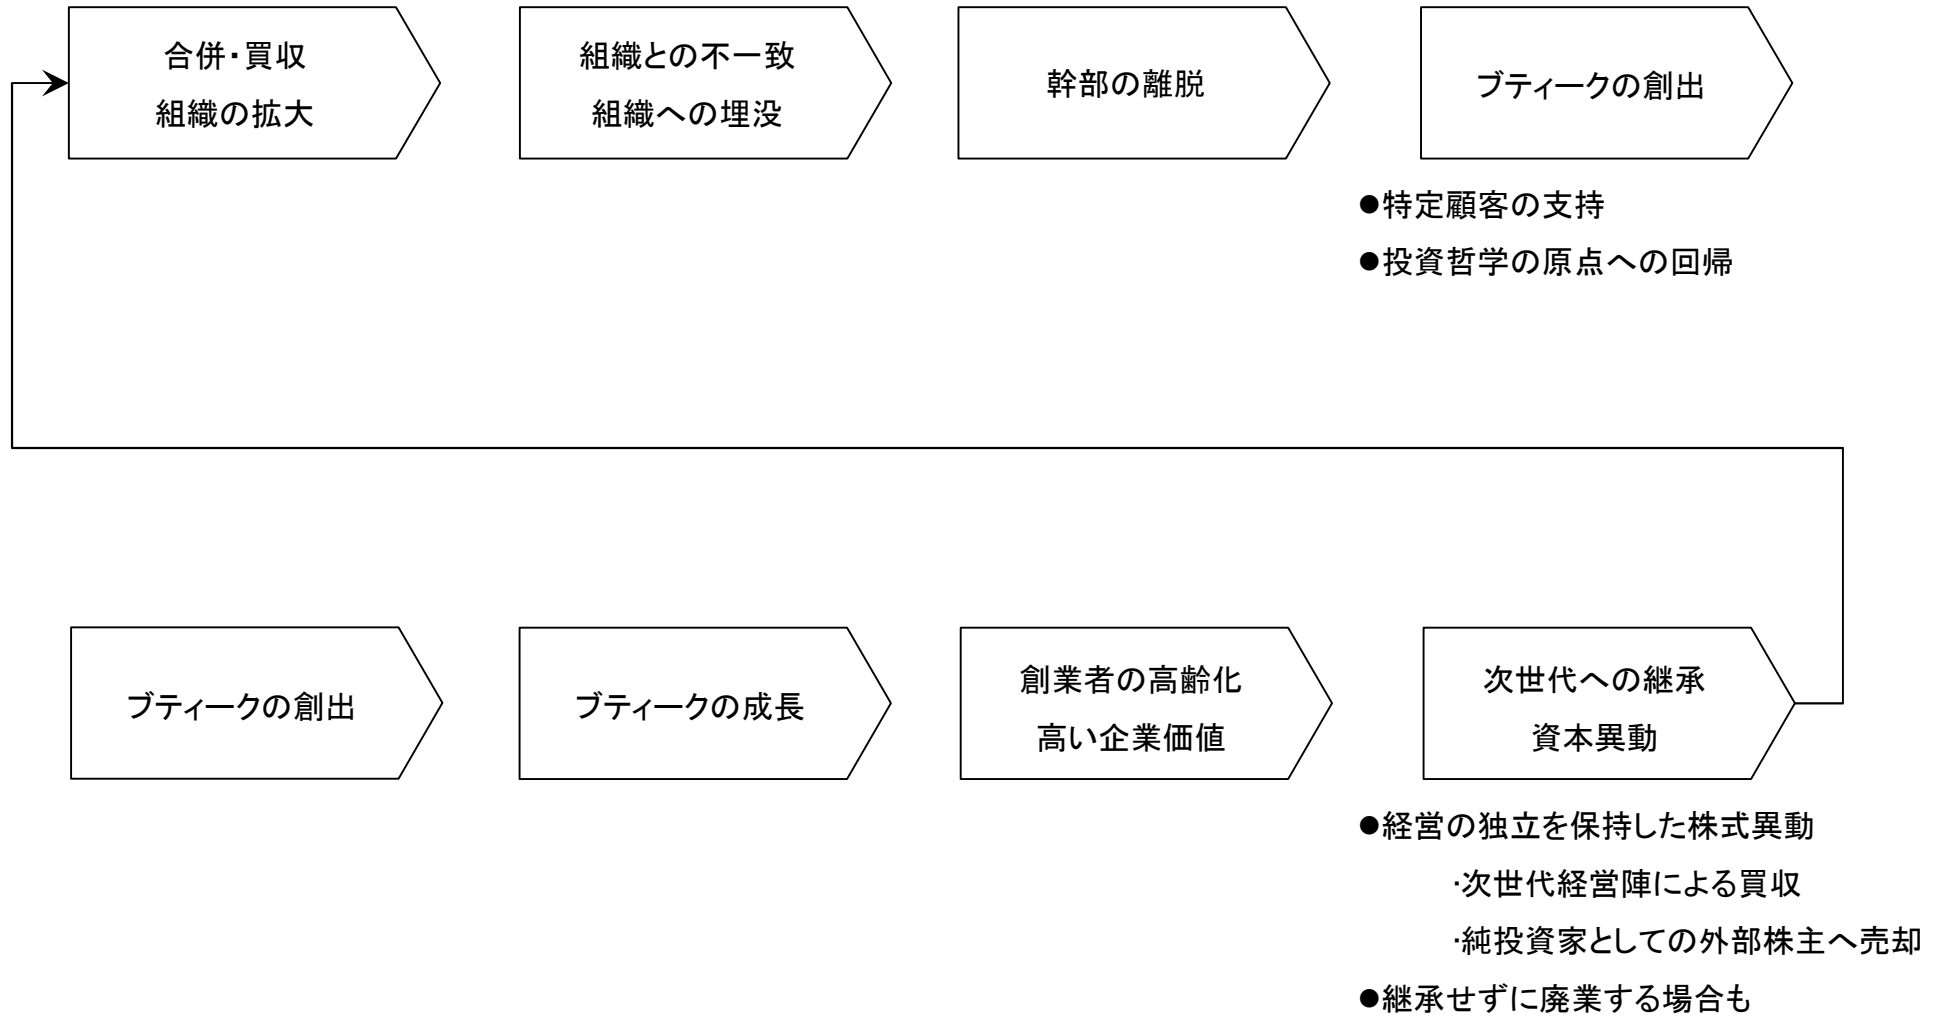 合併・買収
組織の拡大
組織との不一致
組織への埋没
幹部の離脱
ブティークの創出
●特定顧客の支持
●投資哲学の原点への回帰
ブティークの創出
ブティークの成長
創業者の高齢化
高い企業価値
次世代への継承
資本異動
●経営の独立を保持した株式異動
・次世代経営陣による買収
・純投資家としての外部株主へ売却
●継承せずに廃業する場合も